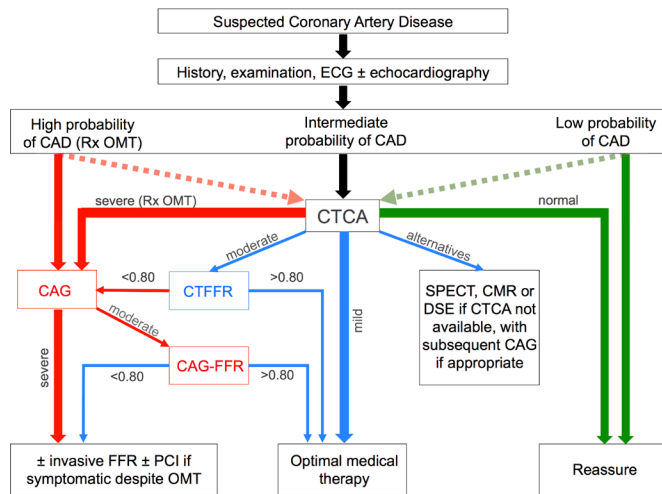 Suspected Coronary Artery Disease
History, examination, ECG ± echocardiography
High probability
of CAD (Rx OMT)
Intermediate
probability of CAD
Low probability
of CAD
severe (Rx OMT)
CTCA
normal
moderate
alternatives
<0.80
>0.80
CAG
CTFFR
mild
SPECT, CMR or
DSE if CTCA not
available, with
subsequent CAG
if appropriate
moderate
severe
<0.80
CAG-FFR
>0.80
± invasive FFR ± PCI if
symptomatic despite OMT
Optimal medical
therapy
Reassure